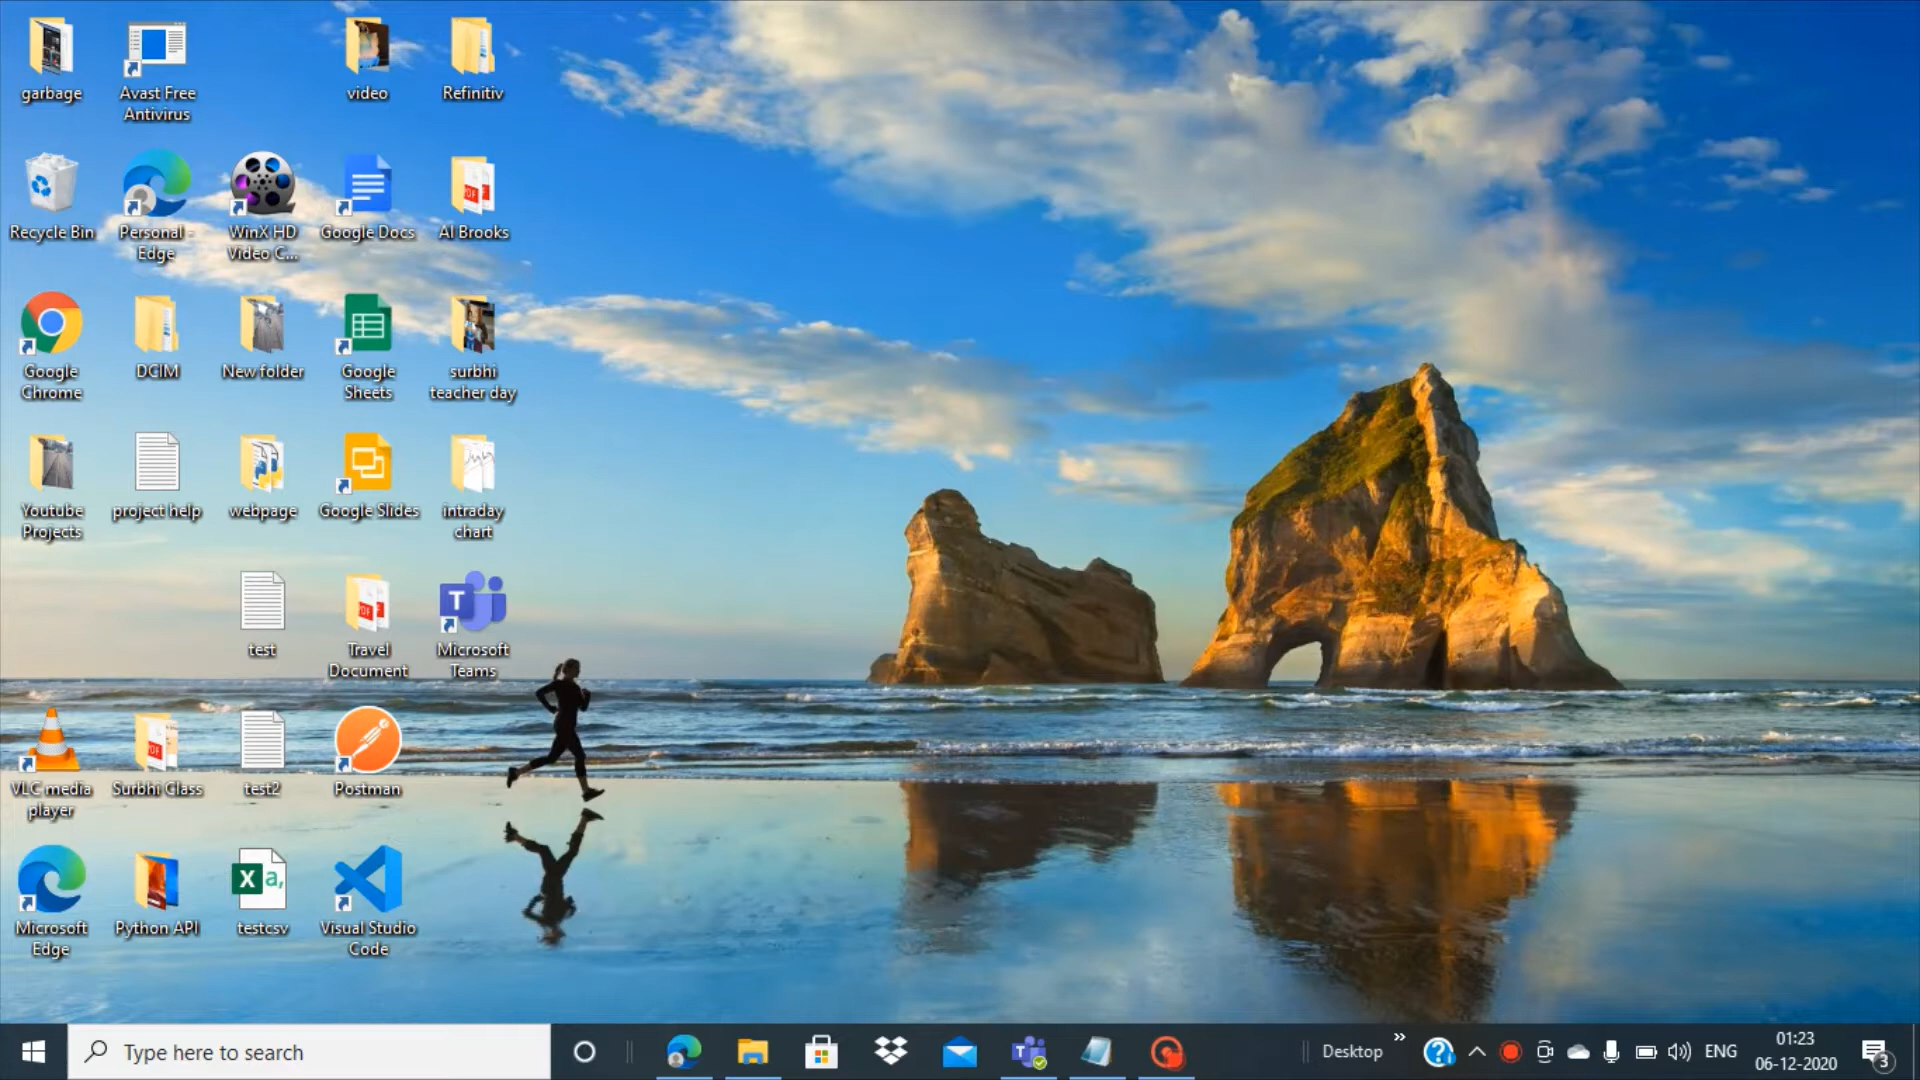 garbage
Avast Free
Antivirus
video
Refinitiv
Recycle Bin
Personal -
Edge
WinX HD
Video C...
Google Docs
AI Brooks
Google
Chrome
DCIM
New folder
Google
Sheets
surbhi
teacher day
Youtube
Projects
project help
webpage
Google Slides
intraday
chart
test
Travel
Document
Microsoft
Teams
VLC media
player
Surbhi Class
test2
Postman
Microsoft
Edge
Python API
testcsv
Visual Studio
Code
Type here to search
Desktop
ENG
01:23
06-12-2020
3